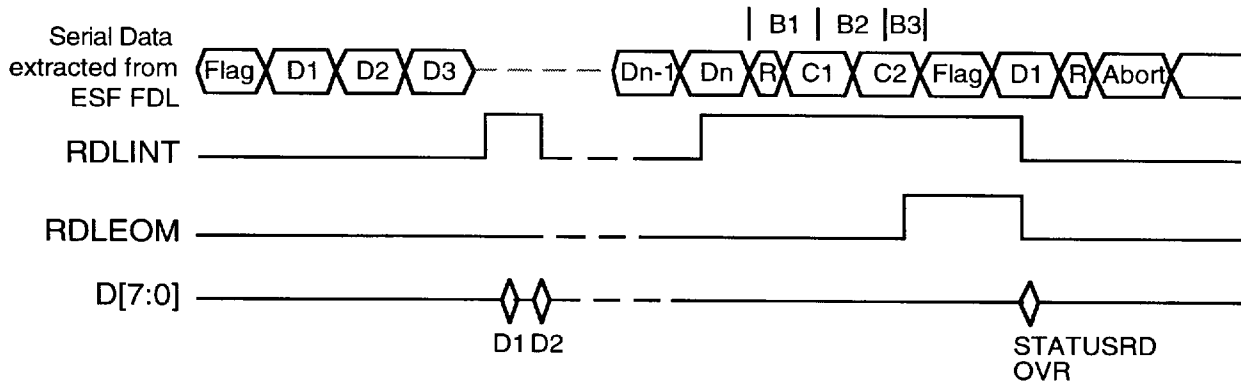 B1 B2 B3
Serial Data
extracted from
ESF FDL
Flag D1 D2 D3 Dn-1 Dn R C1 C2 Flag D1 R Abort
RDLINT
RDLEOM
D[7:0]
D1 D2
STATUSRD
OVR